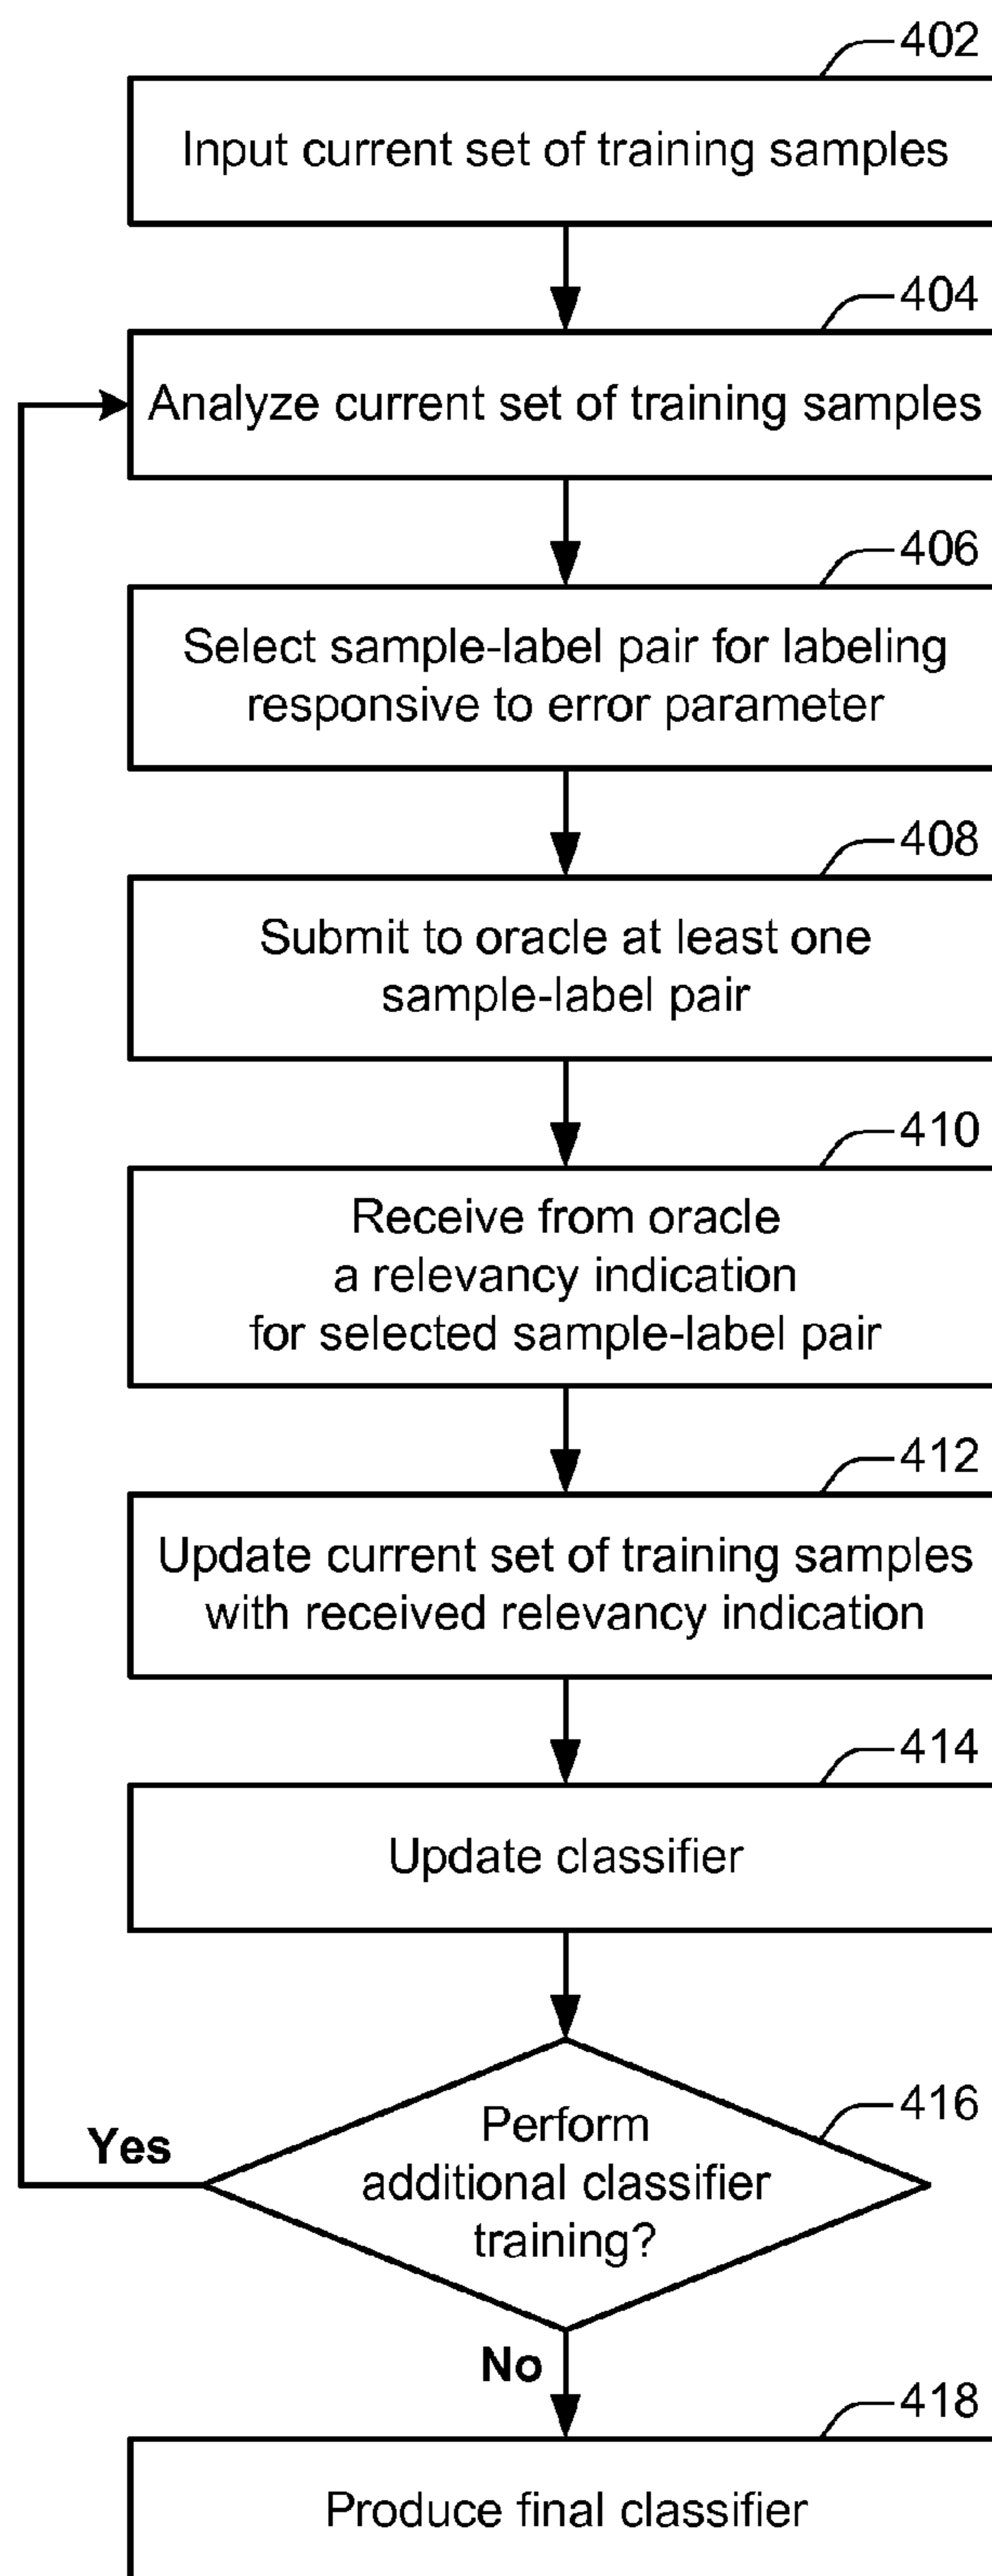 402
Input current set of training samples
404
Analyze current set of training samples
406
Select sample-label pair for labeling
responsive to error parameter
408
Submit to oracle at least one
sample-label pair
410
Receive from oracle
a relevancy indication
for selected sample-label pair
412
Update current set of training samples
with received relevancy indication
414
Update classifier
416
Perform
additional classifier
training?
Yes
No
418
Produce final classifier